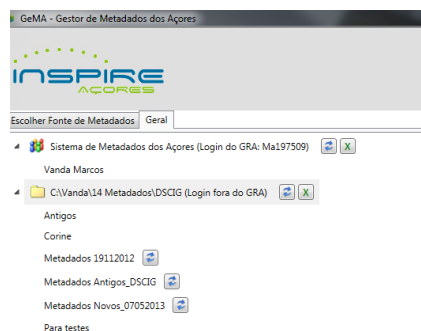 GeMA - Gestor de Metadados dos Açores
INSPIRE
AÇORES
Escolher Fonte de Metadados Geral
Sistema de Metadados dos Açores (Login do GRA: Ma197509) X
Vanda Marcos
C:\Vanda\14 Metadados\DSCIG (Login fora do GRA) X
Antigos
Corine
Metadados 19112012
Metadados Antigos_DSCIG
Metadados Novos_07052013
Para testes